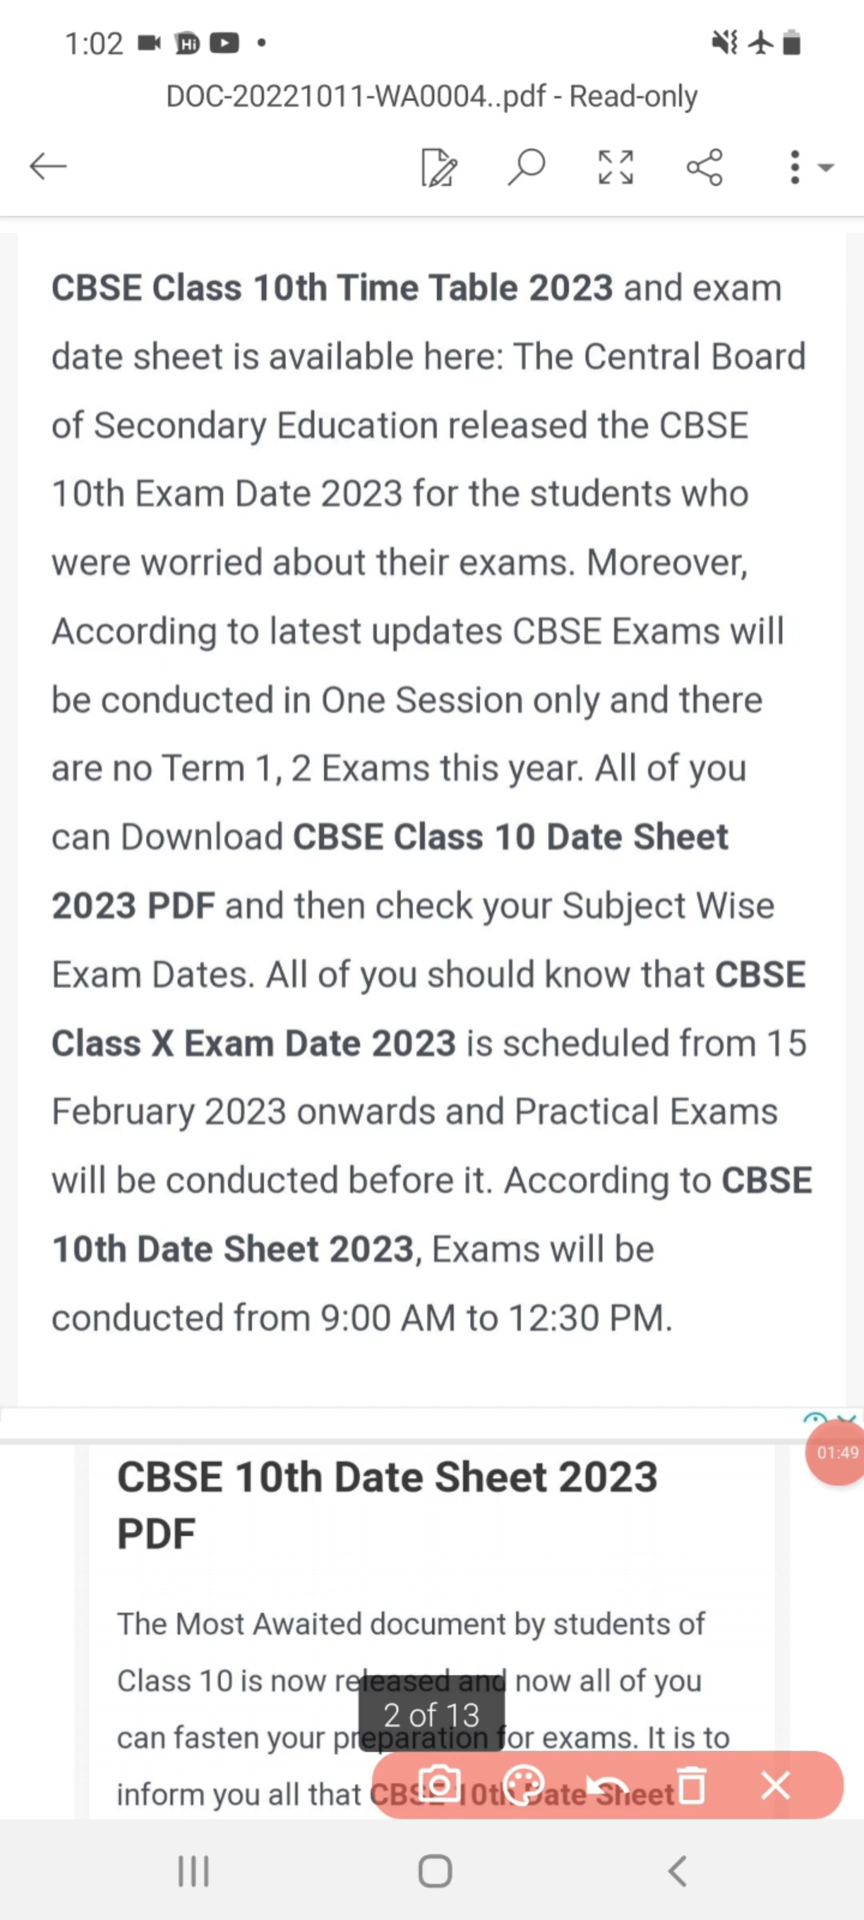 1:02
DOC-20221011-WA0004..pdf - Read-only
CBSE Class 10th Time Table 2023 and exam
date sheet is available here: The Central Board
of Secondary Education released the CBSE
10th Exam Date 2023 for the students who
were worried about their exams. Moreover,
According to latest updates CBSE Exams will
be conducted in One Session only and there
are no Term 1, 2 Exams this year. All of you
can Download CBSE Class 10 Date Sheet
2023 PDF and then check your Subject Wise
Exam Dates. All of you should know that CBSE
Class X Exam Date 2023 is scheduled from 15
February 2023 onwards and Practical Exams
will be conducted before it. According to CBSE
10th Date Sheet 2023, Exams will be
conducted from 9:00 AM to 12:30 PM.
01:49
CBSE 10th Date Sheet 2023
PDF
The Most Awaited document by students of
Class 10 is now released and now all of you
2 of 13
can fasten your preparation for exams. It is to
inform you all that CBSE 10th Date Sheet